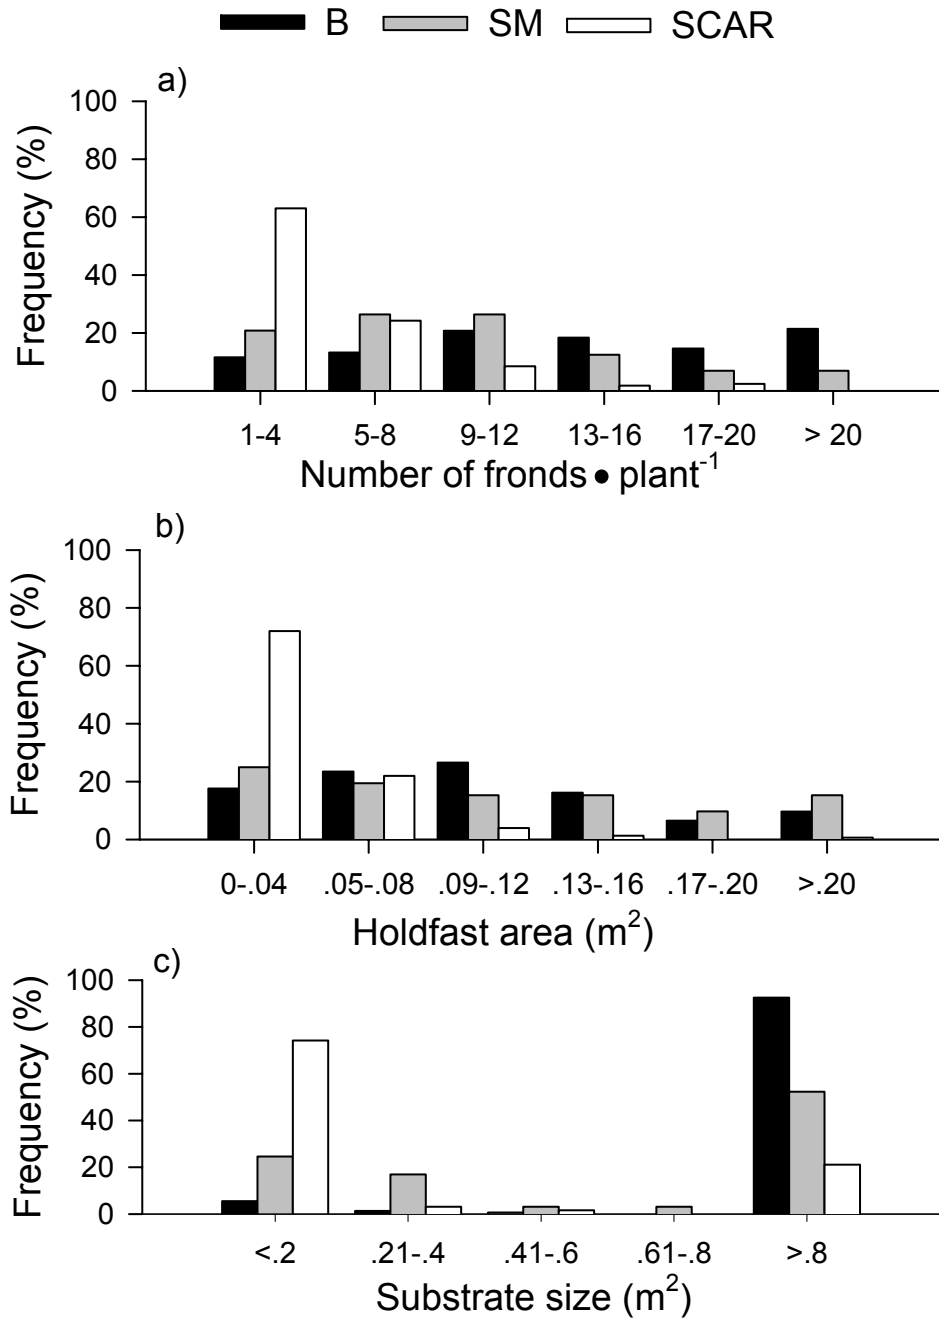 B SM SCAR
a)
Frequency (%)
100
80
60
40
20
0
1-4 5-8 9-12 13-16 17-20 > 20
Number of fronds • plant⁻¹
b)
Frequency (%)
100
80
60
40
20
0
0-.04 .05-.08 .09-.12 .13-.16 .17-.20 >.20
Holdfast area (m²)
c)
Frequency (%)
100
80
60
40
20
0
<.2 .21-.4 .41-.6 .61-.8 >.8
Substrate size (m²)